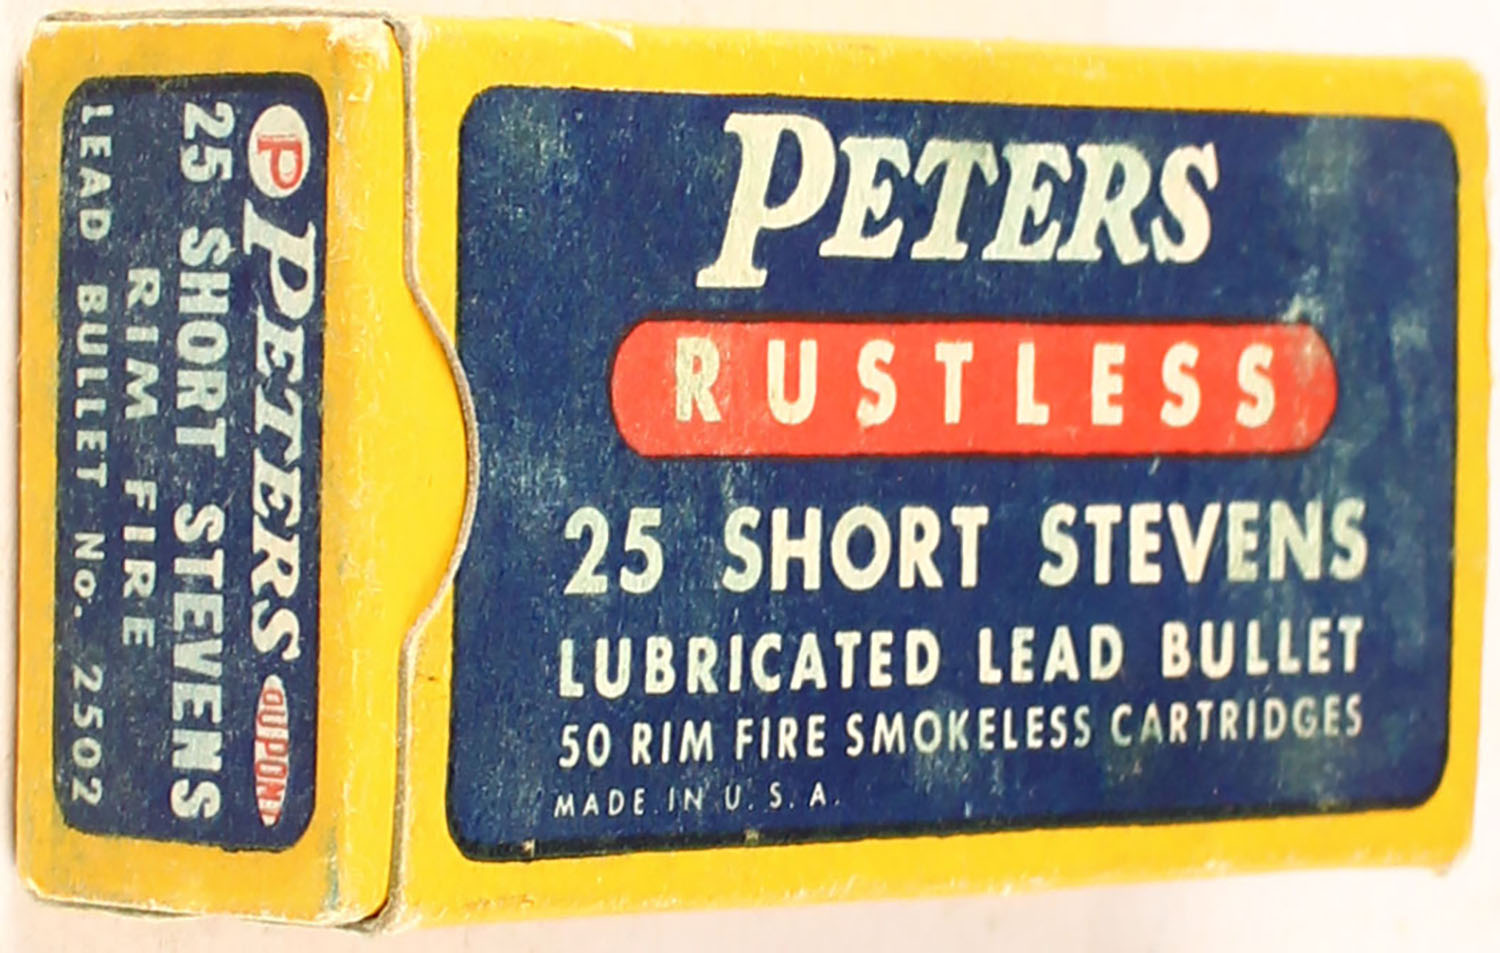 PETERS
RUSTLESS
25 SHORT STEVENS
LUBRICATED LEAD BULLET
50 RIM FIRE SMOKELESS CARTRIDGES
MADE IN U. S. A.
P PETERS DUPONT
25 SHORT STEVENS
RIM FIRE
LEAD BULLET No. 2502